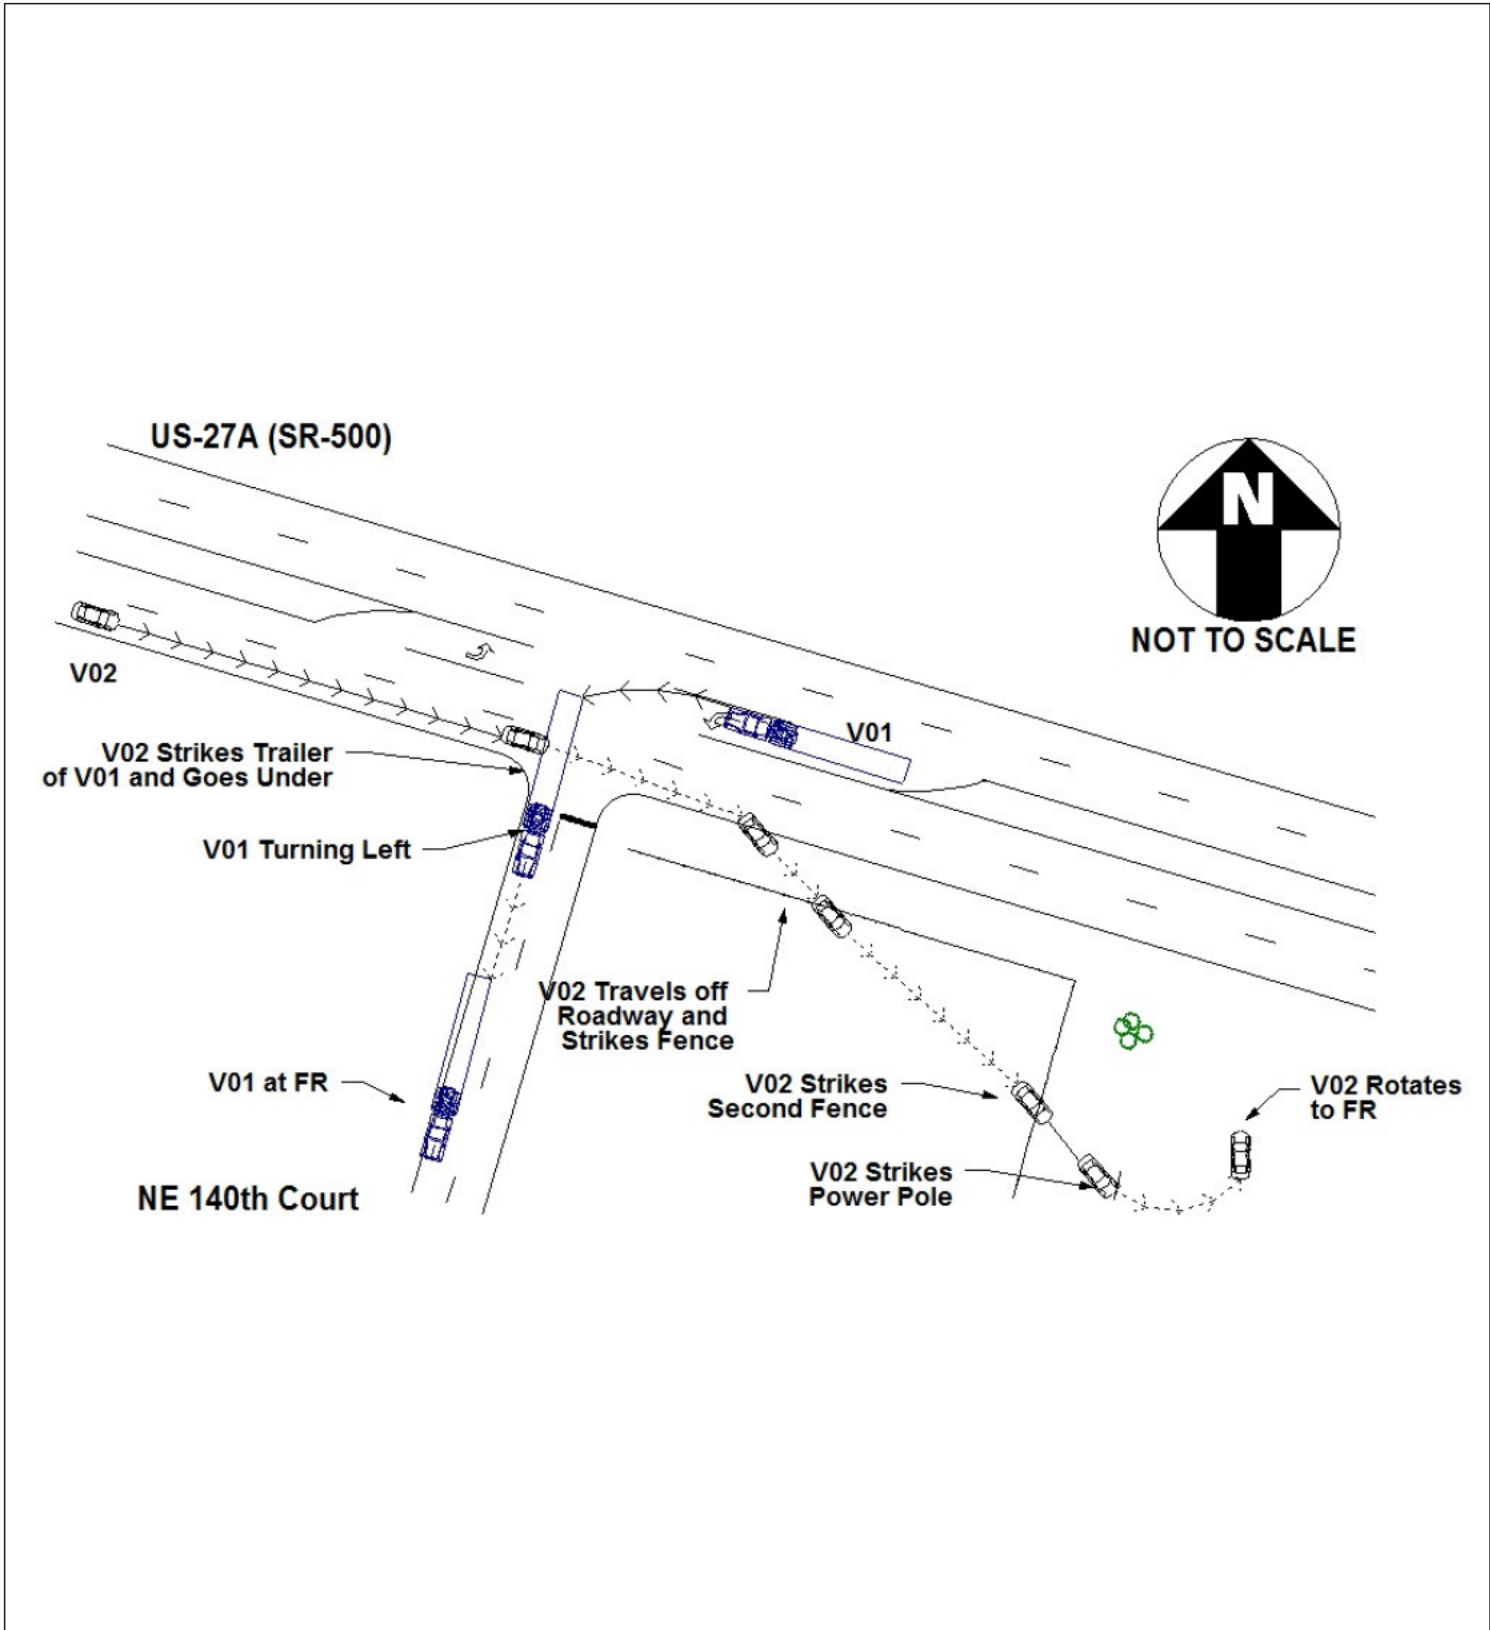 US-27A (SR-500)
N
NOT TO SCALE
V02
V01
V02 Strikes Trailer
of V01 and Goes Under
V01 Turning Left
V02 Travels off
Roadway and
Strikes Fence
V01 at FR
V02 Strikes
Second Fence
V02 Rotates
to FR
V02 Strikes
Power Pole
NE 140th Court